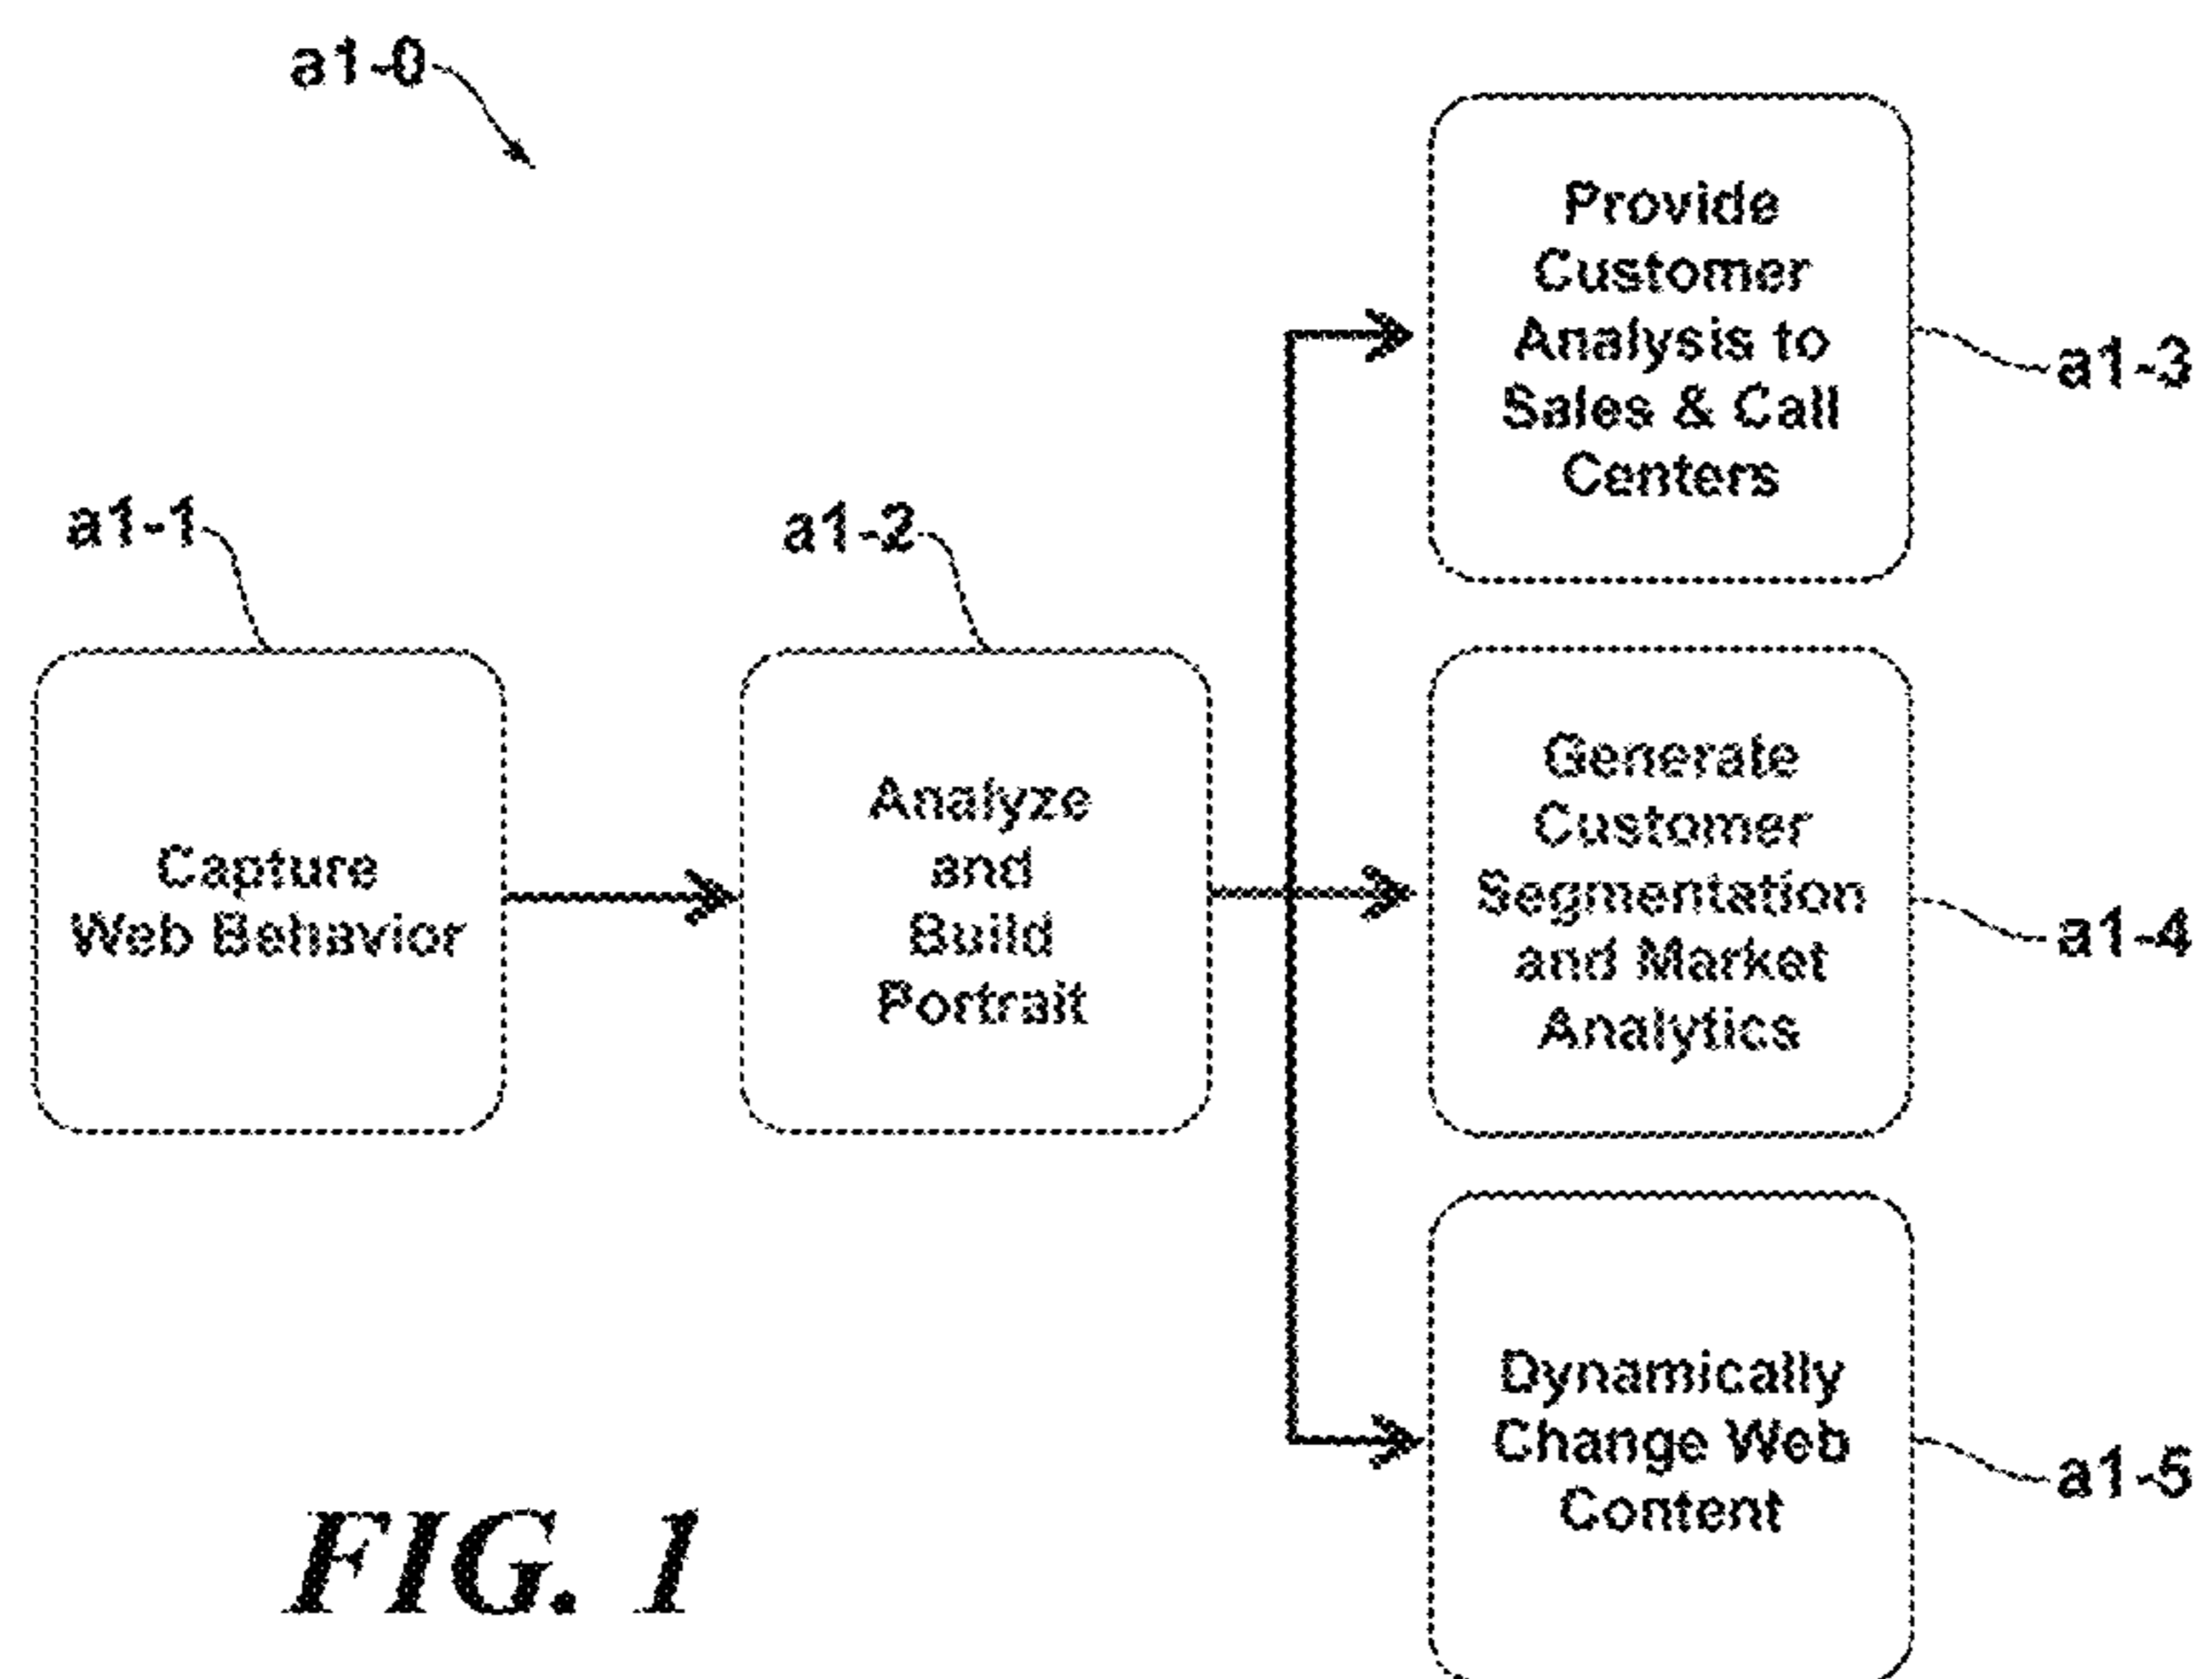 a1-0
a1-1
Capture
Web Behavior
a1-2
Analyze
and
Build
Portrait
Provide
Customer
Analysis to
Sales & Call
Centers
a1-3
Generate
Customer
Segmentation
and Market
Analytics
a1-4
Dynamically
Change Web
Content
a1-5
FIG. 1